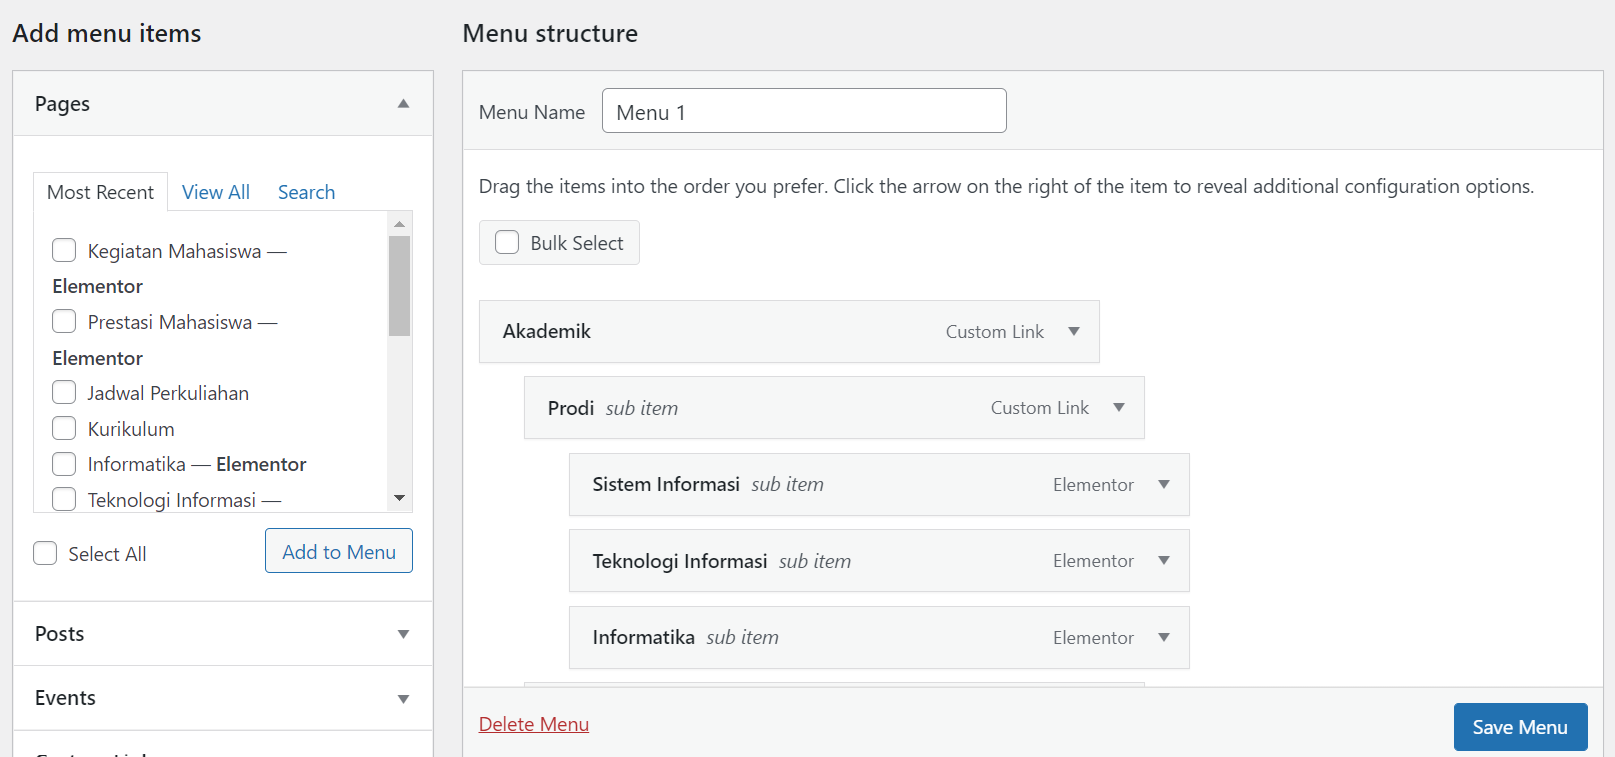 Add menu items
Pages
Most Recent View All Search
Kegiatan Mahasiswa —
Elementor
Prestasi Mahasiswa —
Elementor
Jadwal Perkuliahan
Kurikulum
Informatika — Elementor
Teknologi Informasi —
Select All
Add to Menu
Posts
Events
Menu structure
Menu Name Menu 1
Drag the items into the order you prefer. Click the arrow on the right of the item to reveal additional configuration options.
Bulk Select
Akademik Custom Link
Prodi sub item Custom Link
Sistem Informasi sub item Elementor
Teknologi Informasi sub item Elementor
Informatika sub item Elementor
Delete Menu
Save Menu